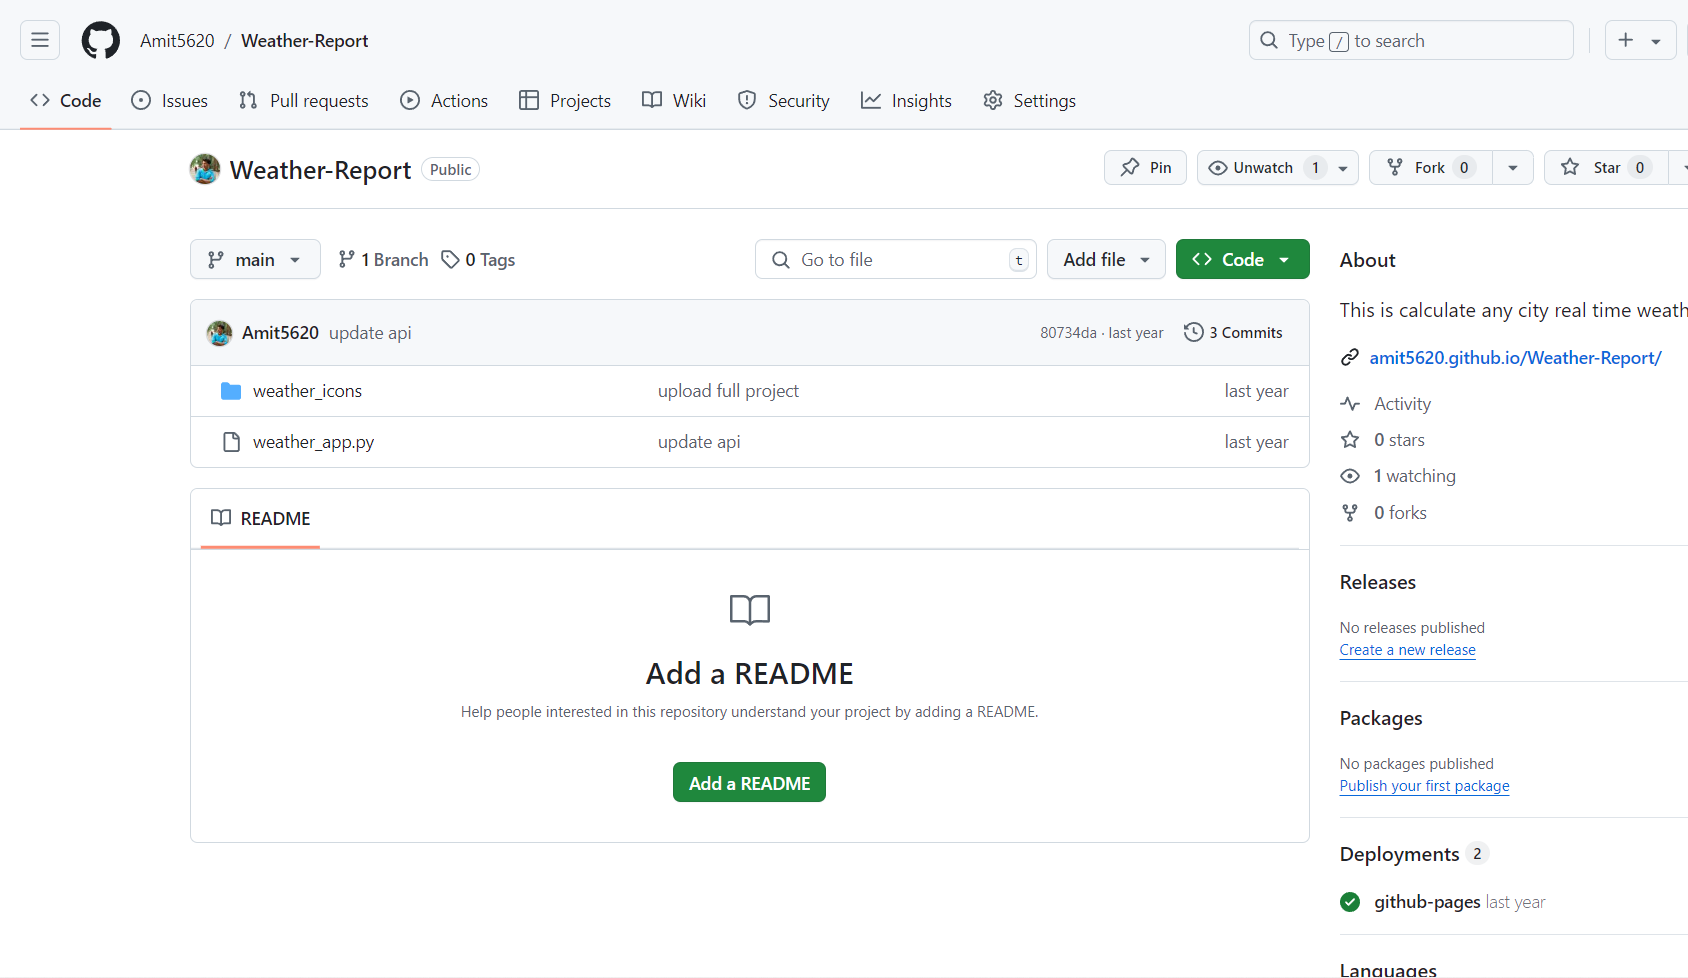 Amit5620 / Weather-Report
Type / to search
Code Issues Pull requests Actions Projects Wiki Security Insights Settings
Weather-Report Public
Pin Unwatch 1 Fork 0 Star 0
main 1 Branch 0 Tags
Go to file t Add file Code
Amit5620 update api 80734da · last year 3 Commits
weather_icons upload full project last year
weather_app.py update api last year
README
Add a README
Help people interested in this repository understand your project by adding a README.
Add a README
About
This is calculate any city real time weath
amit5620.github.io/Weather-Report/
Activity
0 stars
1 watching
0 forks
Releases
No releases published
Create a new release
Packages
No packages published
Publish your first package
Deployments 2
github-pages last year
Languages